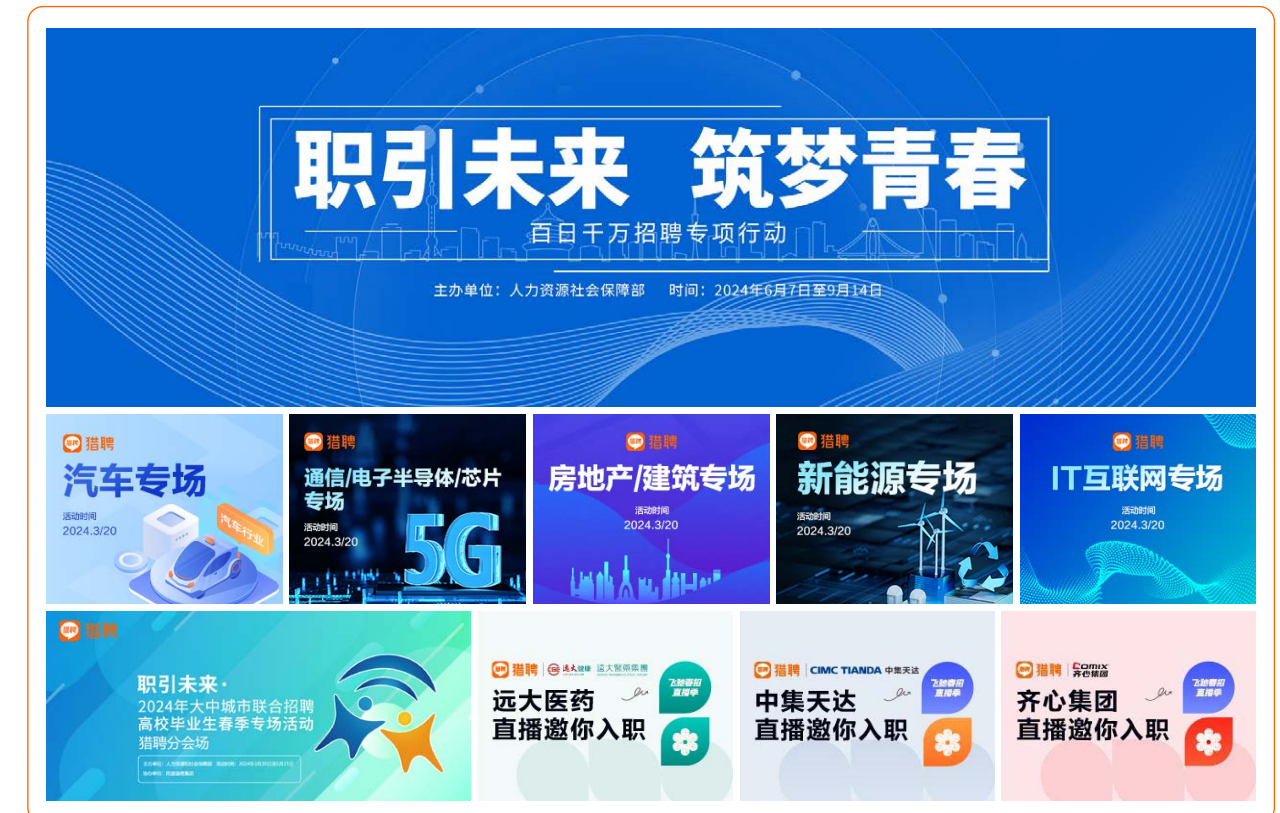 职引未来 筑梦青春
百日千万招聘专项行动
主办单位：人力资源社会保障部 时间：2024年6月7日至9月14日
猎聘
汽车专场
活动时间
2024.3/20
汽车行业
猎聘
通信/电子半导体/芯片
专场
活动时间
2024.3/20
5G
猎聘
房地产/建筑专场
活动时间
2024.3/20
猎聘
新能源专场
活动时间
2024.3/20
猎聘
IT互联网专场
活动时间
2024.3/20
猎聘
职引未来·
2024年大中城市联合招聘
高校毕业生春季专场活动
猎聘分会场
猎聘 远大健康 远大医药集团
飞驰春招
直播季
远大医药
直播邀你入职
猎聘 CIMC TIANDA 中集天达
飞驰春招
直播季
中集天达
直播邀你入职
猎聘 Comix 齐心集团
飞驰春招
直播季
齐心集团
直播邀你入职